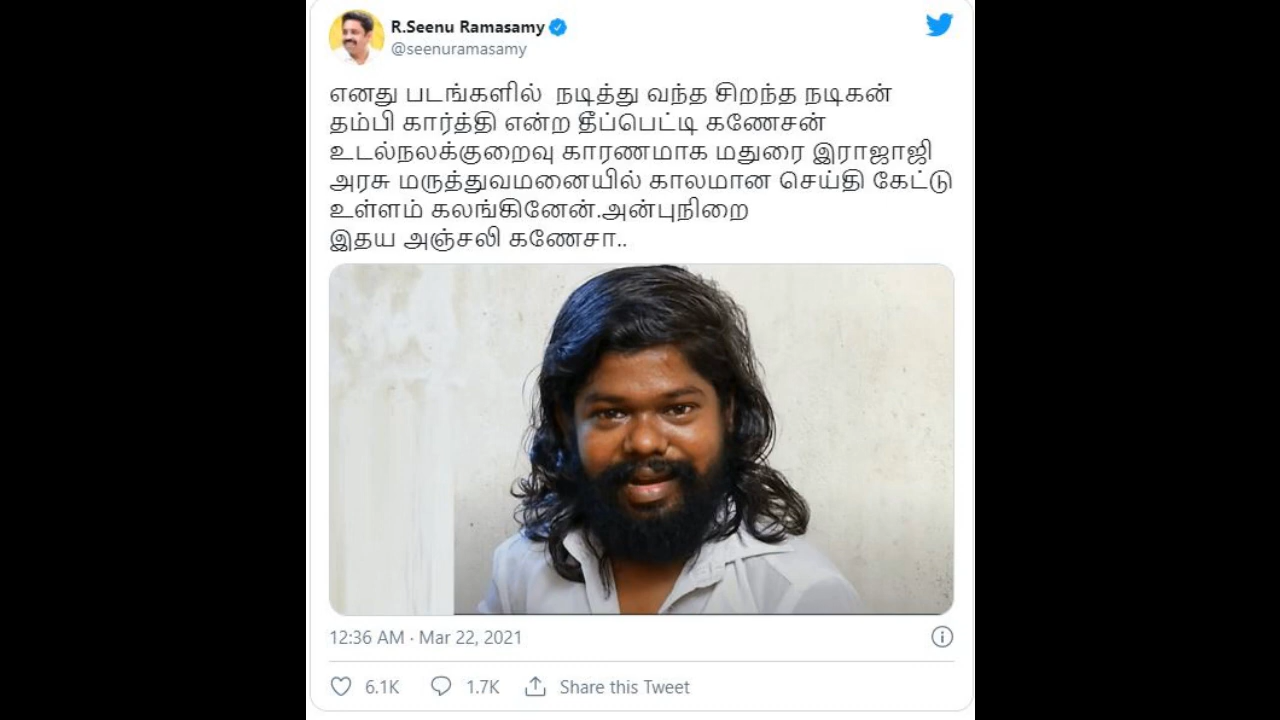 R.Seenu Ramasamy
@seenuramasamy
எனது படங்களில்  நடித்து வந்த சிறந்த நடிகன்
தம்பி கார்த்தி என்ற தீப்பெட்டி கணேசன்
உடல்நலக்குறைவு காரணமாக மதுரை இராஜாஜி
அரசு மருத்துவமனையில் காலமான செய்தி கேட்டு
உள்ளம் கலங்கினேன்.அன்புநிறை
இதய அஞ்சலி கணேசா..
12:36 AM · Mar 22, 2021
6.1K 1.7K Share this Tweet